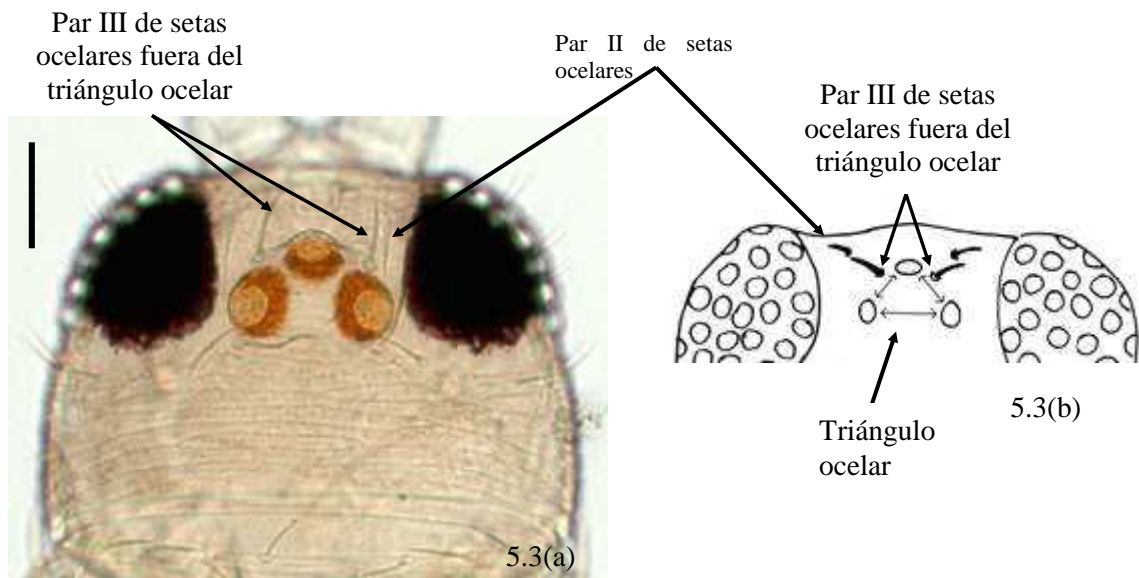 Par III de setas
ocelares fuera del
triángulo ocelar
Par II de setas
ocelares
Par III de setas
ocelares fuera del
triángulo ocelar
5.3(b)
Triángulo
ocelar
5.3(a)